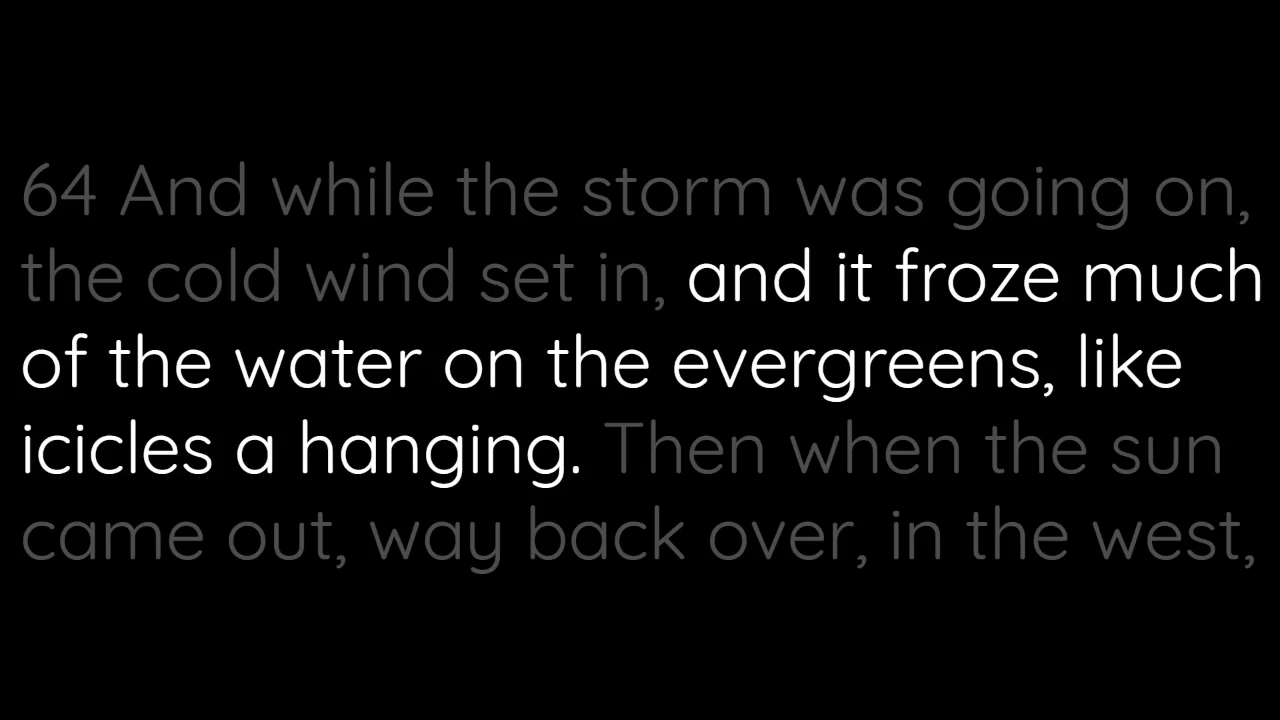 64 And while the storm was going on,
the cold wind set in, and it froze much
of the water on the evergreens, like
icicles a hanging. Then when the sun
came out, way back over, in the west,